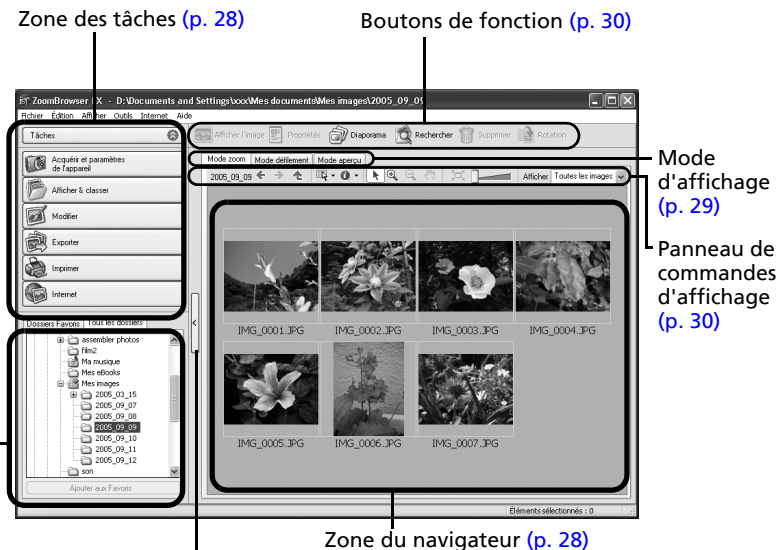 Zone des tâches (p. 28)
Boutons de fonction (p. 30)
ZoomBrowser EX - D:\Documents and Settings\xxx\Mes documents\Mes images\2005_09_09
Fichier Édition Afficher Outils Internet Aide
Tâches
Afficher l'image Propriétés Diaporama Rechercher Supprimer Rotation
Acquérir et paramètres
de l'appareil
Afficher & classer
Modifier
Exporter
Imprimer
Internet
Mode zoom Mode défilement Mode aperçu
2005_09_09 Afficher Toutes les images
Mode
d'affichage
(p. 29)
Panneau de
commandes
d'affichage
(p. 30)
IMG_0001.JPG IMG_0002.JPG IMG_0003.JPG IMG_0004.JPG
IMG_0005.JPG IMG_0006.JPG IMG_0007.JPG
Dossiers Favoris Tous les dossiers
assembler photos
film2
Ma musique
Mes eBooks
Mes images
2005_03_15
2005_09_07
2005_09_08
2005_09_09
2005_09_10
2005_09_11
2005_09_12
son
Ajouter aux Favoris
Éléments sélectionnés : 0
Zone du navigateur (p. 28)